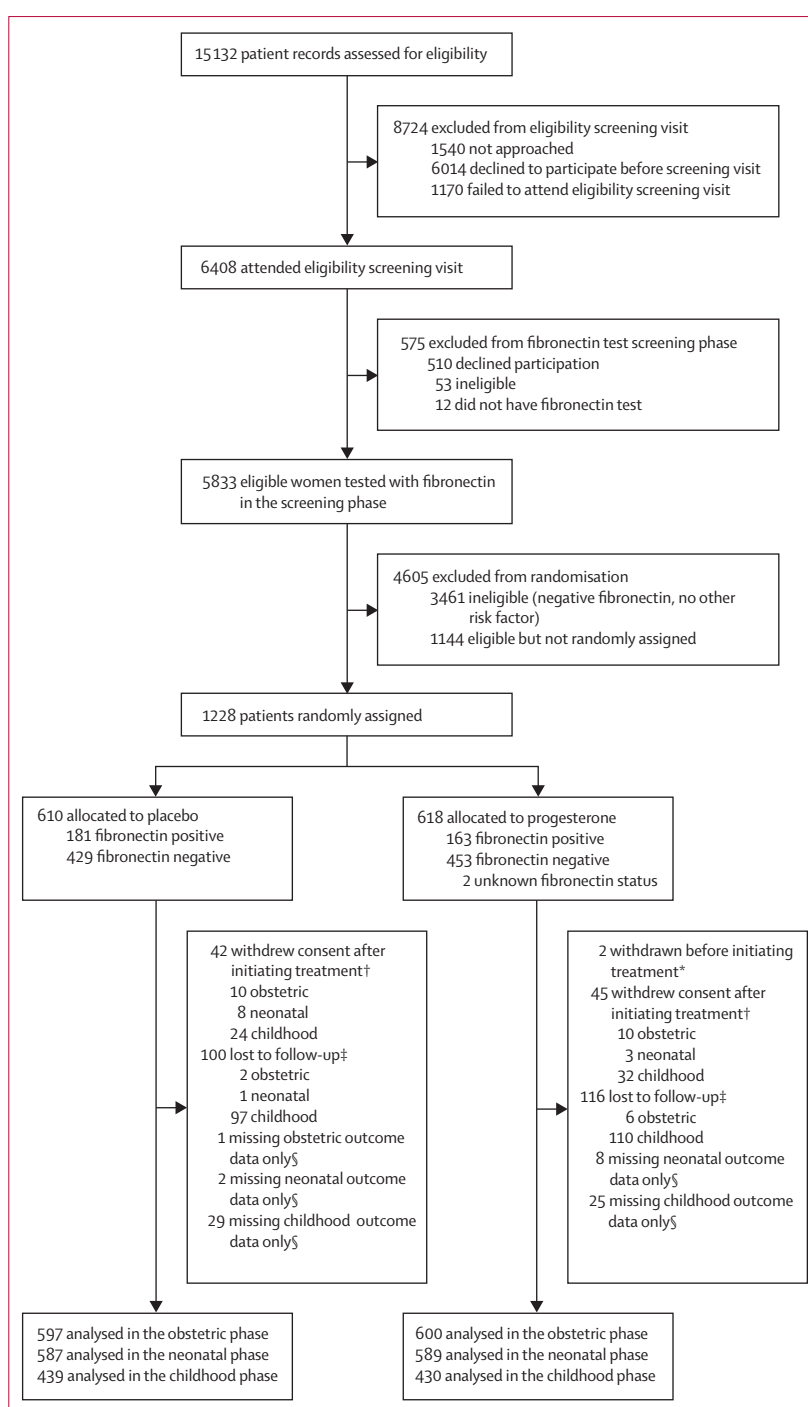 15132 patient records assessed for eligibility
8724 excluded from eligibility screening visit
1540 not approached
6014 declined to participate before screening visit
1170 failed to attend eligibility screening visit
6408 attended eligibility screening visit
575 excluded from fibronectin test screening phase
510 declined participation
53 ineligible
12 did not have fibronectin test
5833 eligible women tested with fibronectin
in the screening phase
4605 excluded from randomisation
3461 ineligible (negative fibronectin, no other
risk factor)
1144 eligible but not randomly assigned
1228 patients randomly assigned
610 allocated to placebo
181 fibronectin positive
429 fibronectin negative
618 allocated to progesterone
163 fibronectin positive
453 fibronectin negative
2 unknown fibronectin status
42 withdrew consent after
initiating treatment†
10 obstetric
8 neonatal
24 childhood
100 lost to follow-up‡
2 obstetric
1 neonatal
97 childhood
1 missing obstetric outcome
data only§
2 missing neonatal outcome
data only§
29 missing childhood outcome
data only§
2 withdrawn before initiating
treatment*
45 withdrew consent after
initiating treatment†
10 obstetric
3 neonatal
32 childhood
116 lost to follow-up‡
6 obstetric
110 childhood
8 missing neonatal outcome
data only§
25 missing childhood outcome
data only§
597 analysed in the obstetric phase
587 analysed in the neonatal phase
439 analysed in the childhood phase
600 analysed in the obstetric phase
589 analysed in the neonatal phase
430 analysed in the childhood phase